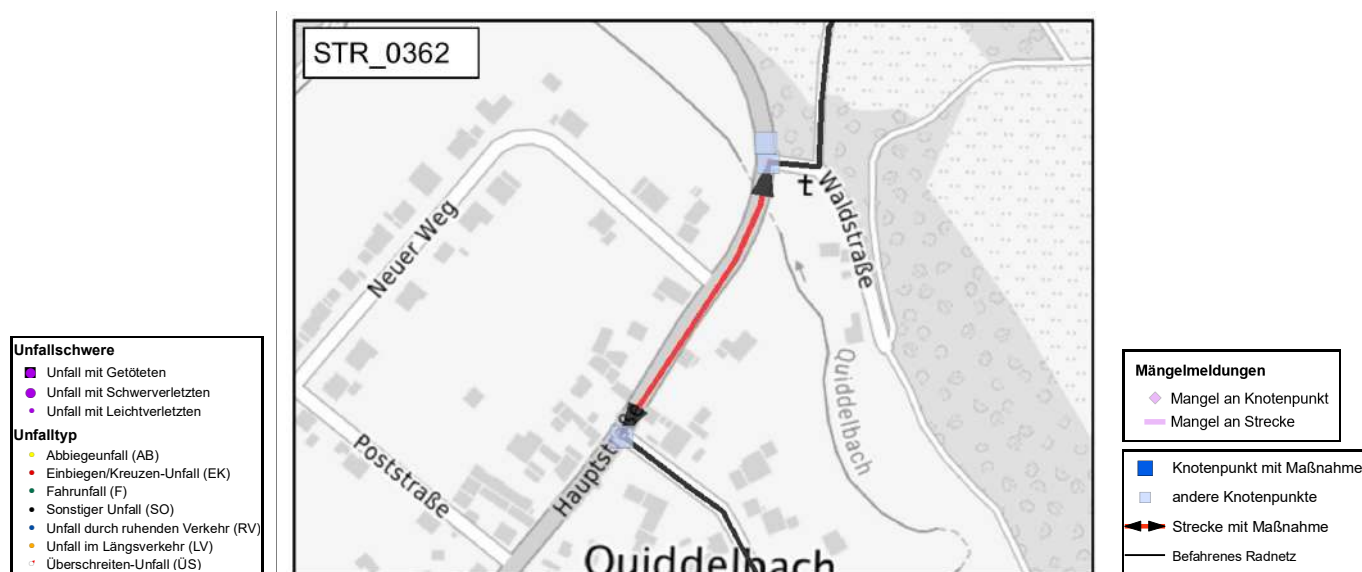 STR_0362
Neuer Weg
Waldstraße
Quiddelbach
Poststraße
Hauptstraße
Quiddelbach
Unfallschwere
Unfall mit Getöteten
Unfall mit Schwerverletzten
Unfall mit Leichtverletzten
Unfalltyp
Abbiegeunfall (AB)
Einbiegen/Kreuzen-Unfall (EK)
Fahrunfall (F)
Sonstiger Unfall (SO)
Unfall durch ruhenden Verkehr (RV)
Unfall im Längsverkehr (LV)
Überschreiten-Unfall (ÜS)
Mängelmeldungen
Mangel an Knotenpunkt
Mangel an Strecke
Knotenpunkt mit Maßnahme
andere Knotenpunkte
Strecke mit Maßnahme
Befahrenes Radnetz